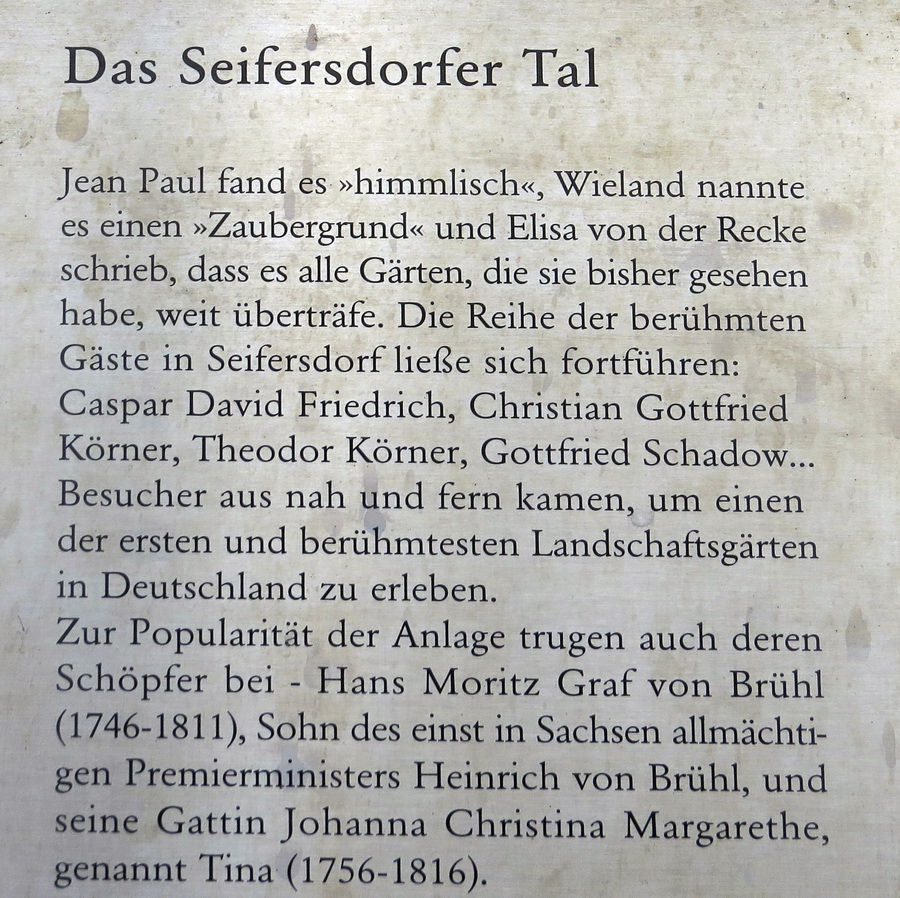 Das Seifersdorfer Tal
Jean Paul fand es »himmlisch«, Wieland nannte
es einen »Zaubergrund« und Elisa von der Recke
schrieb, dass es alle Gärten, die sie bisher gesehen
habe, weit überträfe. Die Reihe der berühmten
Gäste in Seifersdorf ließe sich fortführen:
Caspar David Friedrich, Christian Gottfried
Körner, Theodor Körner, Gottfried Schadow...
Besucher aus nah und fern kamen, um einen
der ersten und berühmtesten Landschaftsgärten
in Deutschland zu erleben.
Zur Popularität der Anlage trugen auch deren
Schöpfer bei - Hans Moritz Graf von Brühl
(1746-1811), Sohn des einst in Sachsen allmächti-
gen Premierministers Heinrich von Brühl, und
seine Gattin Johanna Christina Margarethe,
genannt Tina (1756-1816).